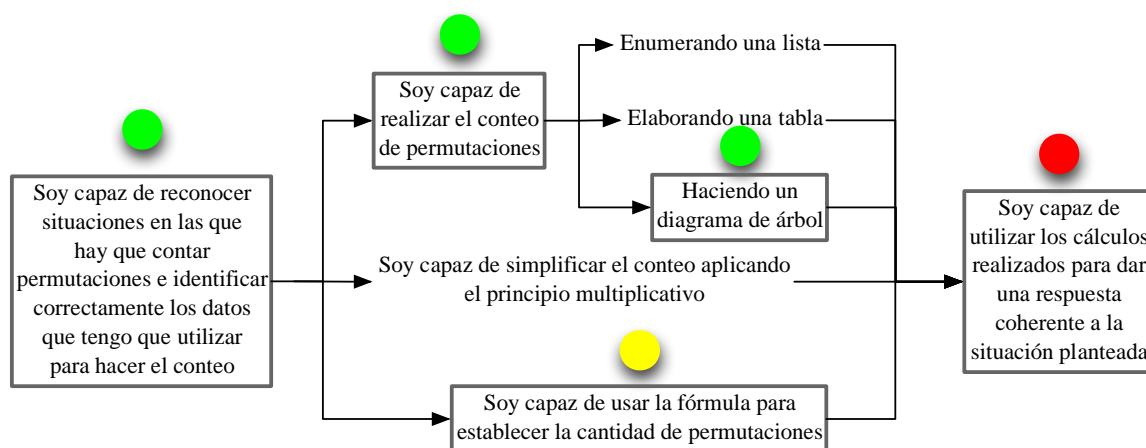 Soy capaz de reconocer
situaciones en las que
hay que contar
permutaciones e identificar
correctamente los datos
que tengo que utilizar
para hacer el conteo
Soy capaz de
realizar el conteo
de permutaciones
Enumerando una lista
Elaborando una tabla
Haciendo un
diagrama de árbol
Soy capaz de simplificar el conteo aplicando
el principio multiplicativo
Soy capaz de usar la fórmula para
establecer la cantidad de permutaciones
Soy capaz de
utilizar los cálculos
realizados para dar
una respuesta
coherente a la
situación planteada